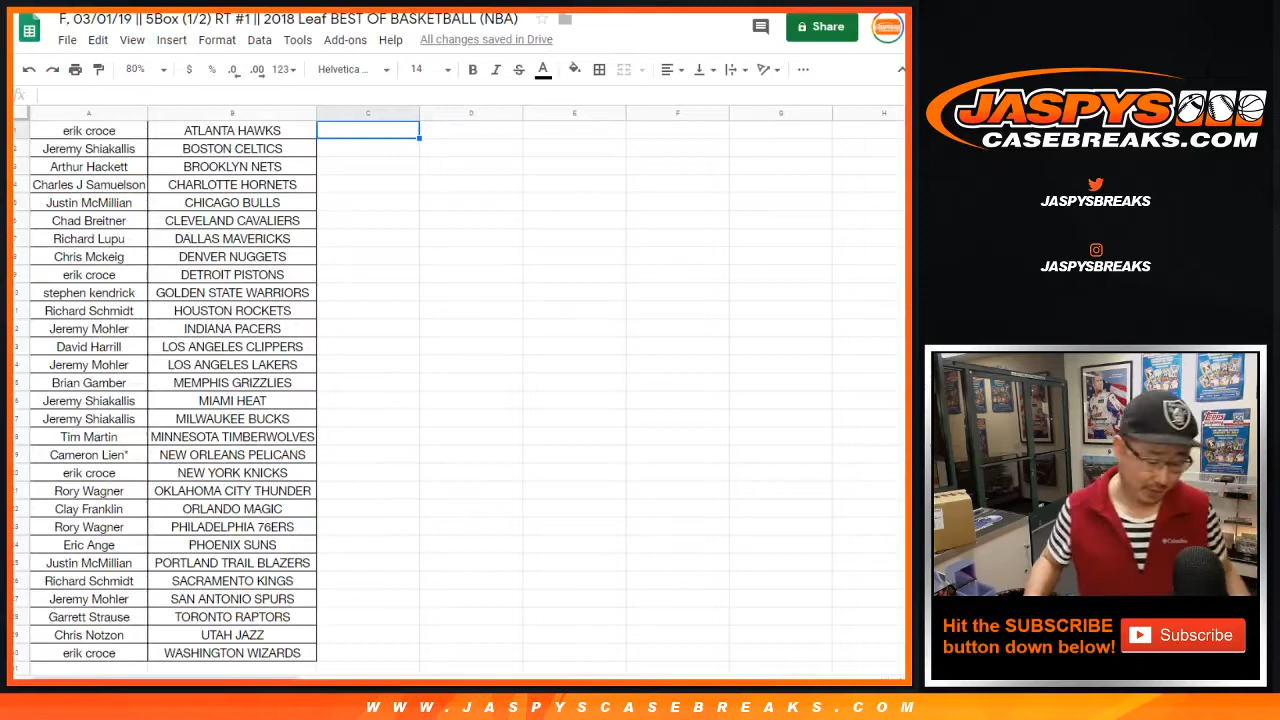 F, 03/01/19 || 5Box (1/2) RT #1 || 2018 Leaf BEST OF BASKETBALL (NBA)
File Edit View Insert Format Data Tools Add-ons Help All changes saved in Drive
Share
80% $ % .0 .00 123 Helvetica ... 14 B I S A
fx
A B C D E F G H
erik croce ATLANTA HAWKS
Jeremy Shiakallis BOSTON CELTICS
Arthur Hackett BROOKLYN NETS
Charles J Samuelson CHARLOTTE HORNETS
Justin McMillian CHICAGO BULLS
Chad Breitner CLEVELAND CAVALIERS
Richard Lupu DALLAS MAVERICKS
Chris Mckeig DENVER NUGGETS
erik croce DETROIT PISTONS
stephen kendrick GOLDEN STATE WARRIORS
Richard Schmidt HOUSTON ROCKETS
Jeremy Mohler INDIANA PACERS
David Harrill LOS ANGELES CLIPPERS
Jeremy Mohler LOS ANGELES LAKERS
Brian Gamber MEMPHIS GRIZZLIES
Jeremy Shiakallis MIAMI HEAT
Jeremy Shiakallis MILWAUKEE BUCKS
Tim Martin MINNESOTA TIMBERWOLVES
Cameron Lien* NEW ORLEANS PELICANS
erik croce NEW YORK KNICKS
Rory Wagner OKLAHOMA CITY THUNDER
Clay Franklin ORLANDO MAGIC
Rory Wagner PHILADELPHIA 76ERS
Eric Ange PHOENIX SUNS
Justin McMillian PORTLAND TRAIL BLAZERS
Richard Schmidt SACRAMENTO KINGS
Jeremy Mohler SAN ANTONIO SPURS
Garrett Strause TORONTO RAPTORS
Chris Notzon UTAH JAZZ
erik croce WASHINGTON WIZARDS
JASPYS
CASEBREAKS.COM
JASPYSBREAKS
JASPYSBREAKS
Topps
Columbia
Hit the SUBSCRIBE
button down below!
Subscribe
WWW.JASPYSCASEBREAKS.COM